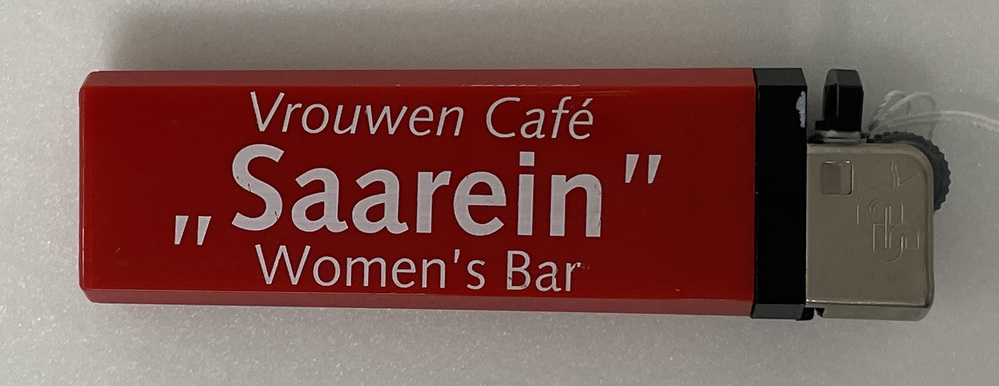 Vrouwen Café
„Saarein"
Women's Bar